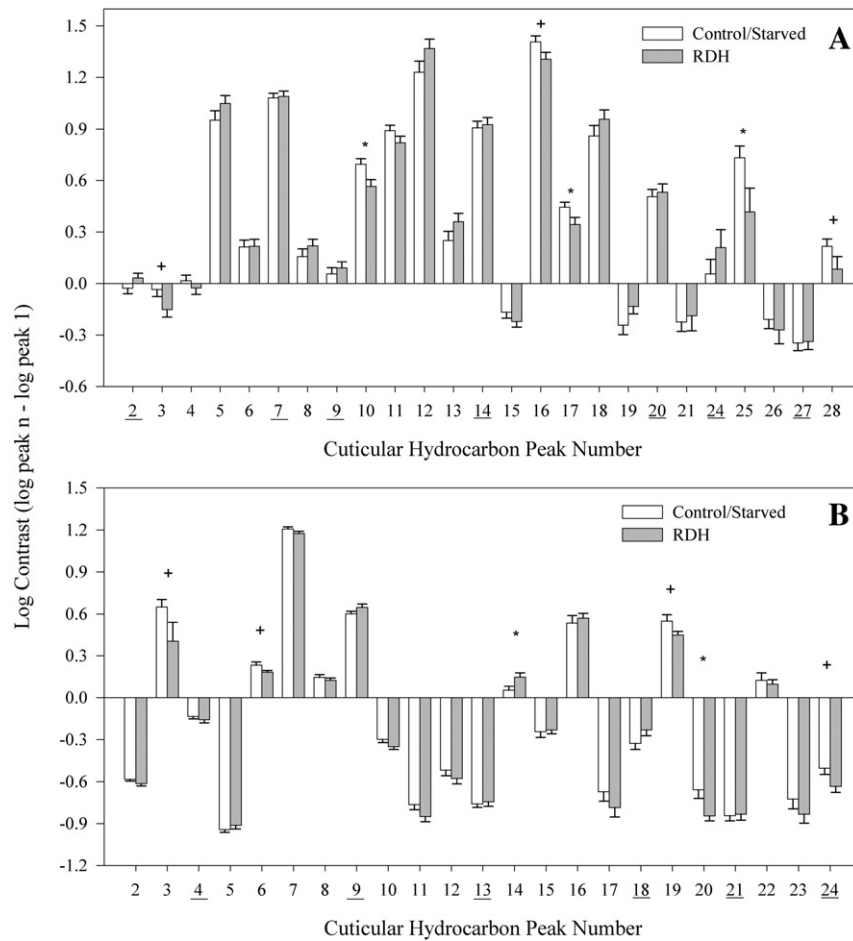 Log Contrast (log peak n - log peak 1)
A
Control/Starved
RDH
1.5
1.2
0.9
0.6
0.3
0.0
-0.3
-0.6
+ * + * * +
2 3 4 5 6 7 8 9 10 11 12 13 14 15 16 17 18 19 20 21 24 25 26 27 28
Cuticular Hydrocarbon Peak Number
B
Control/Starved
RDH
1.5
1.2
0.9
0.6
0.3
0.0
-0.3
-0.6
-0.9
-1.2
+ + * + * +
2 3 4 5 6 7 8 9 10 11 12 13 14 15 16 17 18 19 20 21 22 23 24
Cuticular Hydrocarbon Peak Number